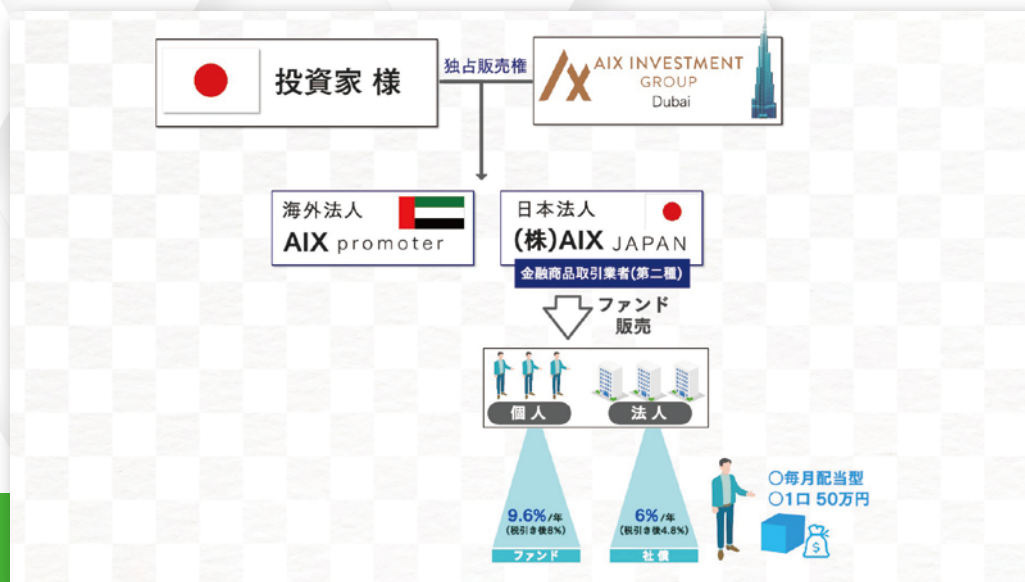 投資家 様
独占販売権
AIX INVESTMENT
GROUP
Dubai
海外法人
AIX promoter
日本法人
(株)AIX JAPAN
金融商品取引業者(第二種)
ファンド
販売
個人
法人
9.6%/年
(税引き後8%)
ファンド
6%/年
(税引き後4.8%)
社債
〇毎月配当型
〇1口 50万円
$